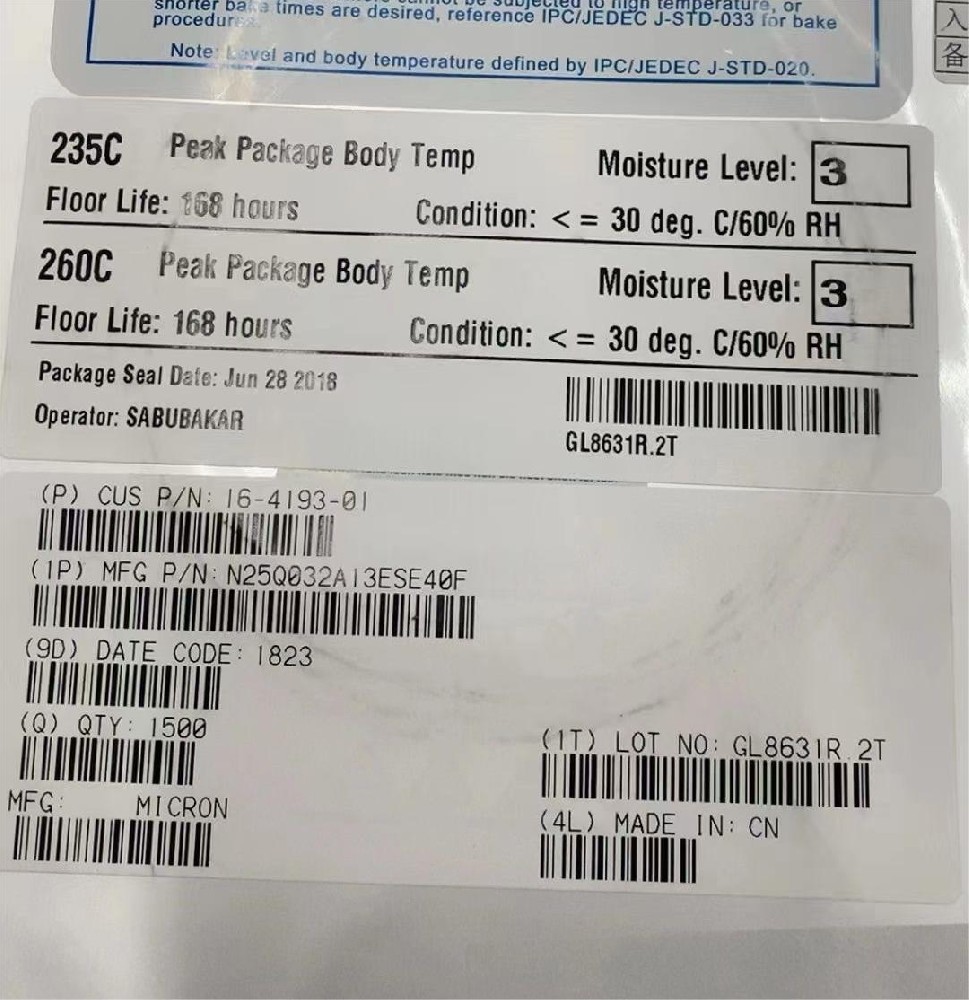 shorter bake times are desired, reference IPC/JEDEC J-STD-033 for bake
procedure
Note: Level and body temperature defined by IPC/JEDEC J-STD-020.
入
备
235C Peak Package Body Temp Moisture Level: 3
Floor Life: 168 hours Condition: < = 30 deg. C/60% RH
260C Peak Package Body Temp Moisture Level: 3
Floor Life: 168 hours Condition: < = 30 deg. C/60% RH
Package Seal Date: Jun 28 2018
Operator: SABUBAKAR
GL8631R.2T
(P) CUS P/N: 16-4193-01
(1P) MFG P/N: N25Q032A13ESE40F
(9D) DATE CODE: 1823
(Q) QTY: 1500
(1T) LOT NO: GL8631R.2T
MFG: MICRON
(4L) MADE IN: CN